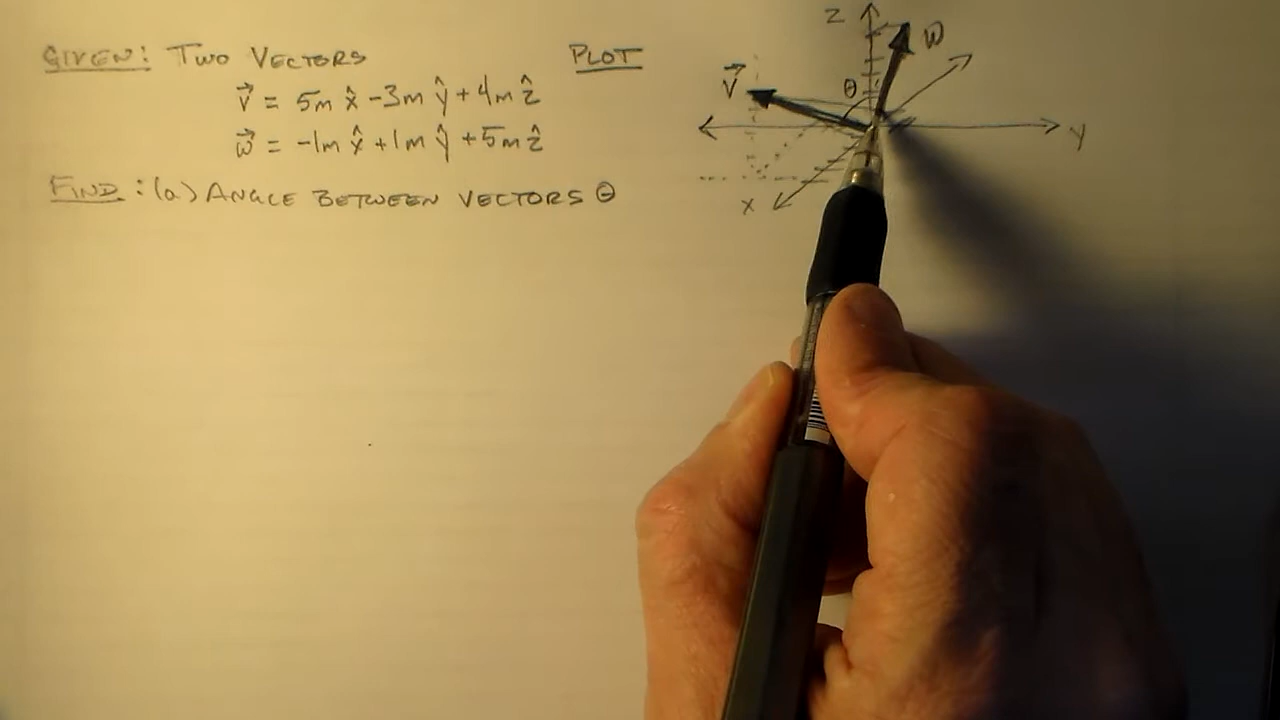 GIVEN: TWO VECTORS
v⃗ = 5m x̂ - 3m ŷ + 4m ẑ
w⃗ = -1m x̂ + 1m ŷ + 5m ẑ
FIND: (a) ANGLE BETWEEN VECTORS Θ
PLOT
Z
w⃗
v⃗
θ
y
x